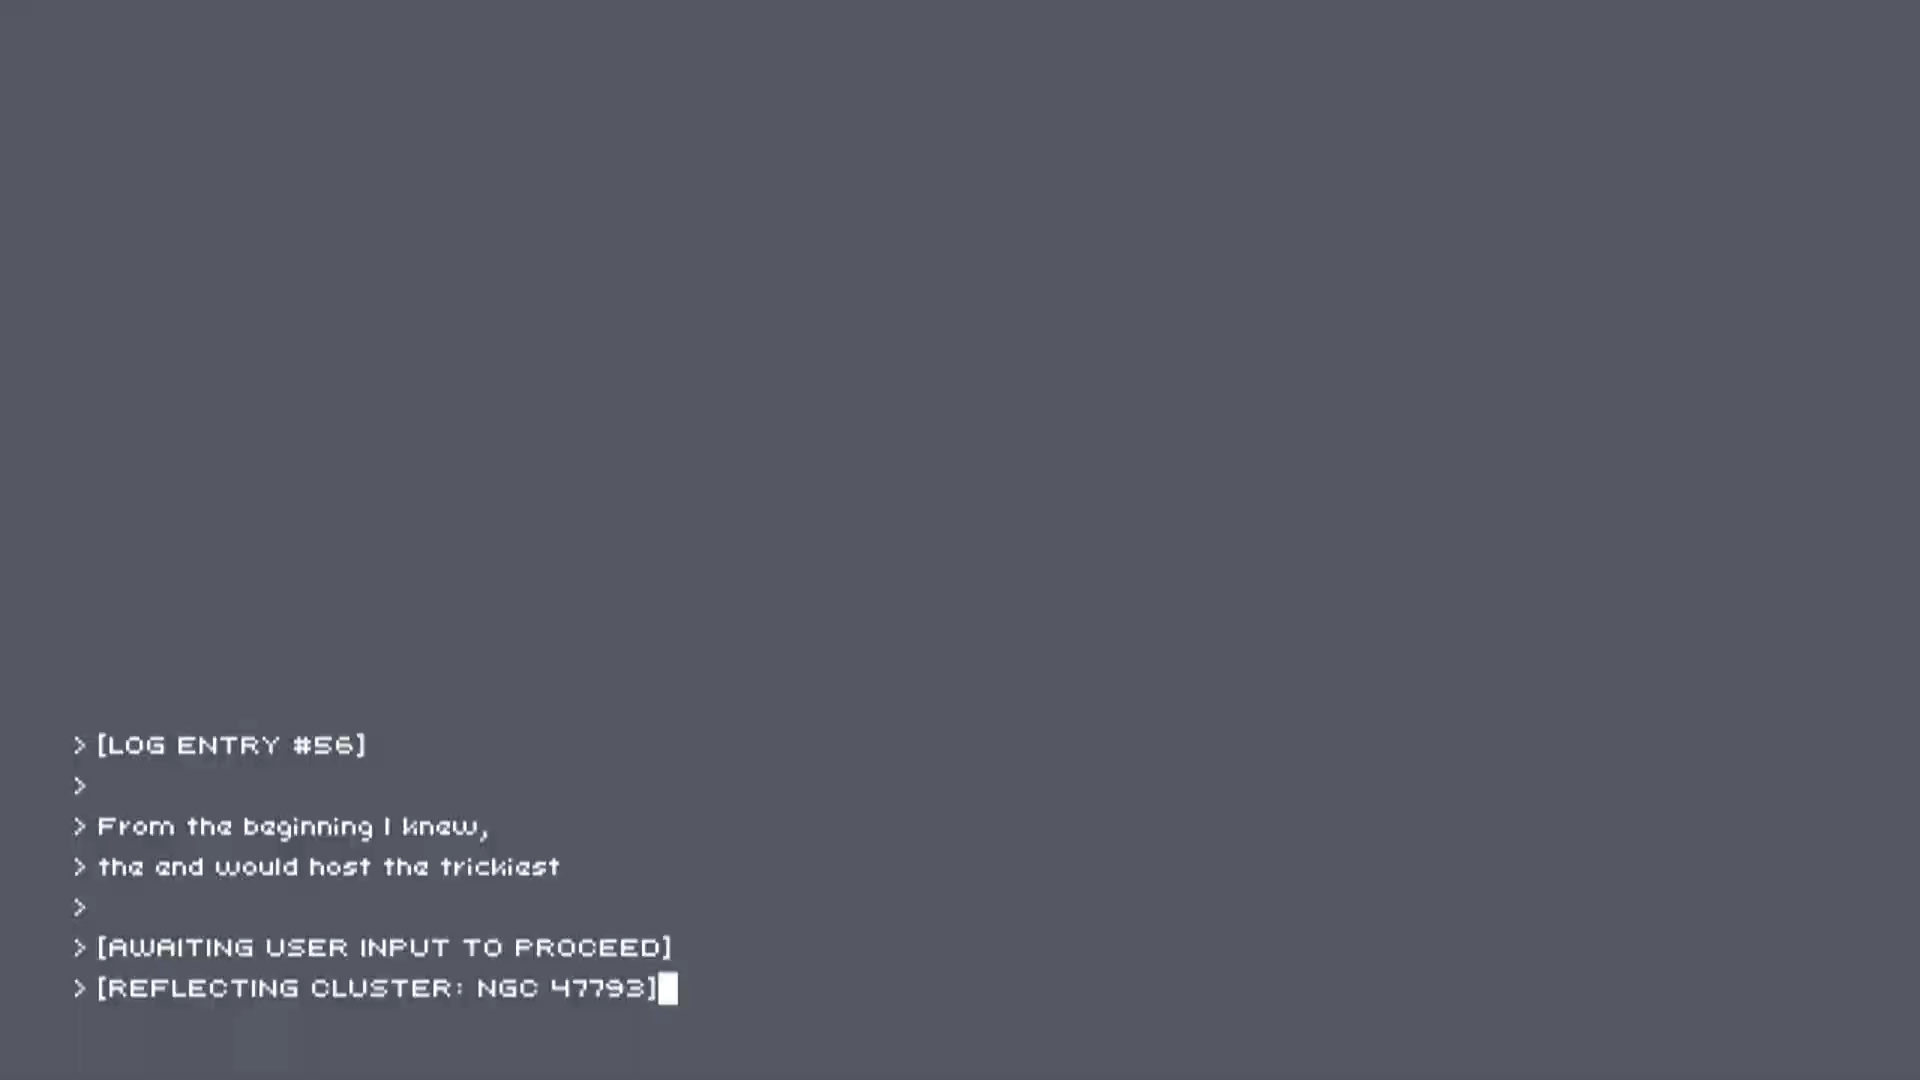 > [LOG ENTRY #56]
>
> From the beginning I knew,
> the end would host the trickiest
>
> [AWAITING USER INPUT TO PROCEED]
> [REFLECTING CLUSTER: NGC 47793]